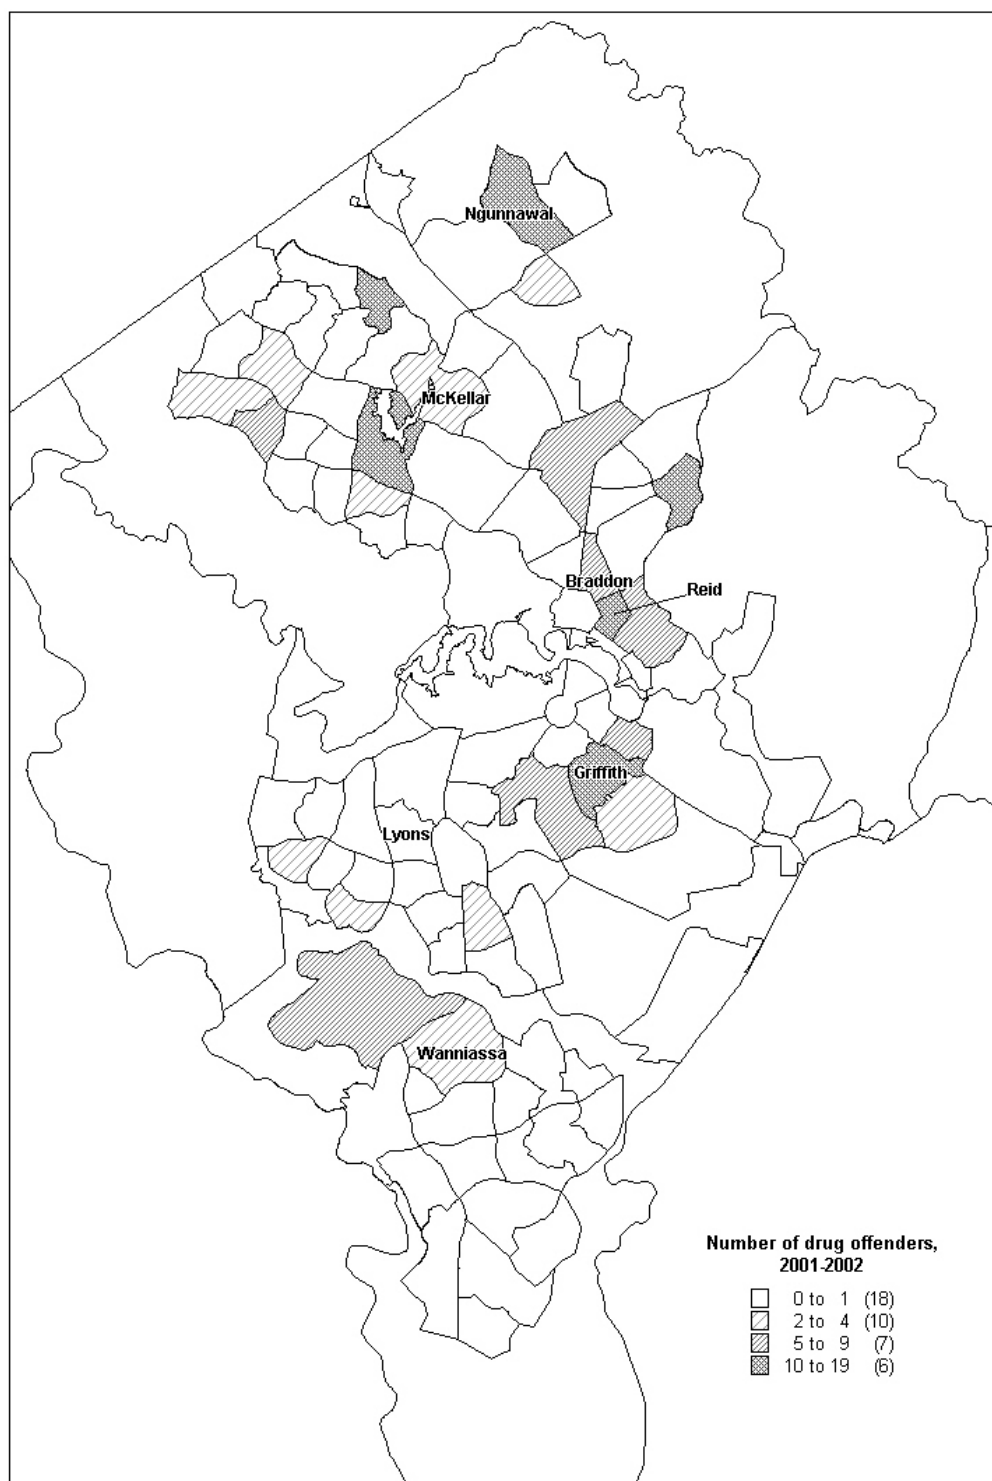 Ngunnawal
McKellar
Braddon
Reid
Griffith
Lyons
Wanniassa
Number of drug offenders,
2001-2002
0 to 1 (18)
2 to 4 (10)
5 to 9 (7)
10 to 19 (6)